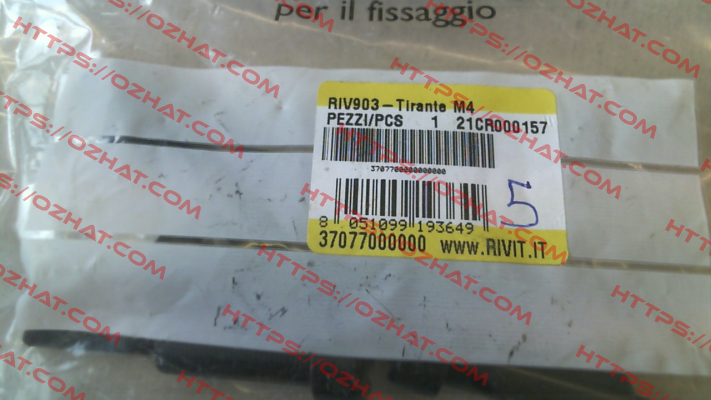 per il fissaggio
RIV903-Tirante M4
PEZZI/PCS 1 21CR000157
3707700000000000
8 051099 193649
37077000000 WWW.RIVIT.IT
5
HTTPS://OZHAT.COM